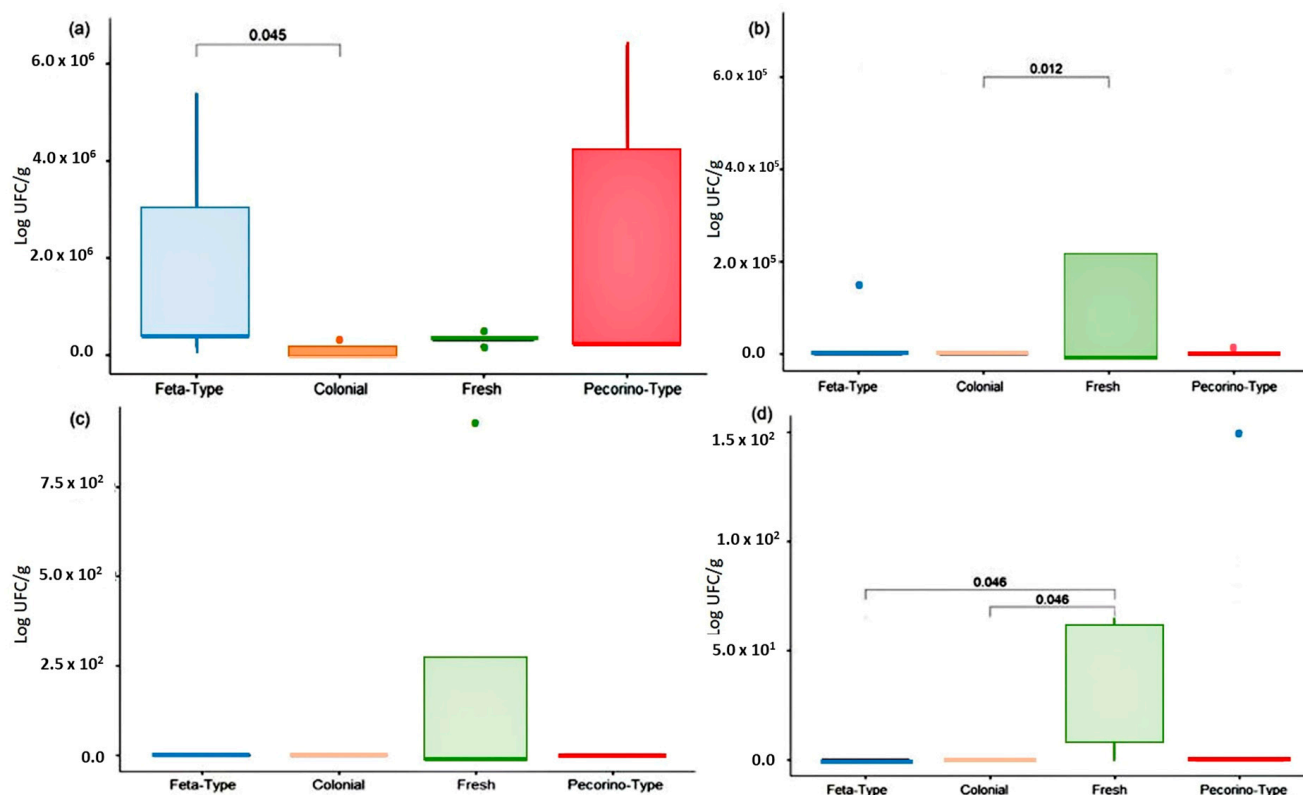 (a)
0.045
6.0 x 10⁶
4.0 x 10⁶
2.0 x 10⁶
0.0
Log UFC/g
Feta-Type Colonial Fresh Pecorino-Type
(b)
0.012
6.0 x 10⁵
4.0 x 10⁵
2.0 x 10⁵
0.0
Log UFC/g
Feta-Type Colonial Fresh Pecorino-Type
(c)
7.5 x 10²
5.0 x 10²
2.5 x 10²
0.0
Log UFC/g
Feta-Type Colonial Fresh Pecorino-Type
(d)
1.5 x 10²
1.0 x 10²
0.046
0.046
5.0 x 10¹
0.0
Log UFC/g
Feta-Type Colonial Fresh Pecorino-Type